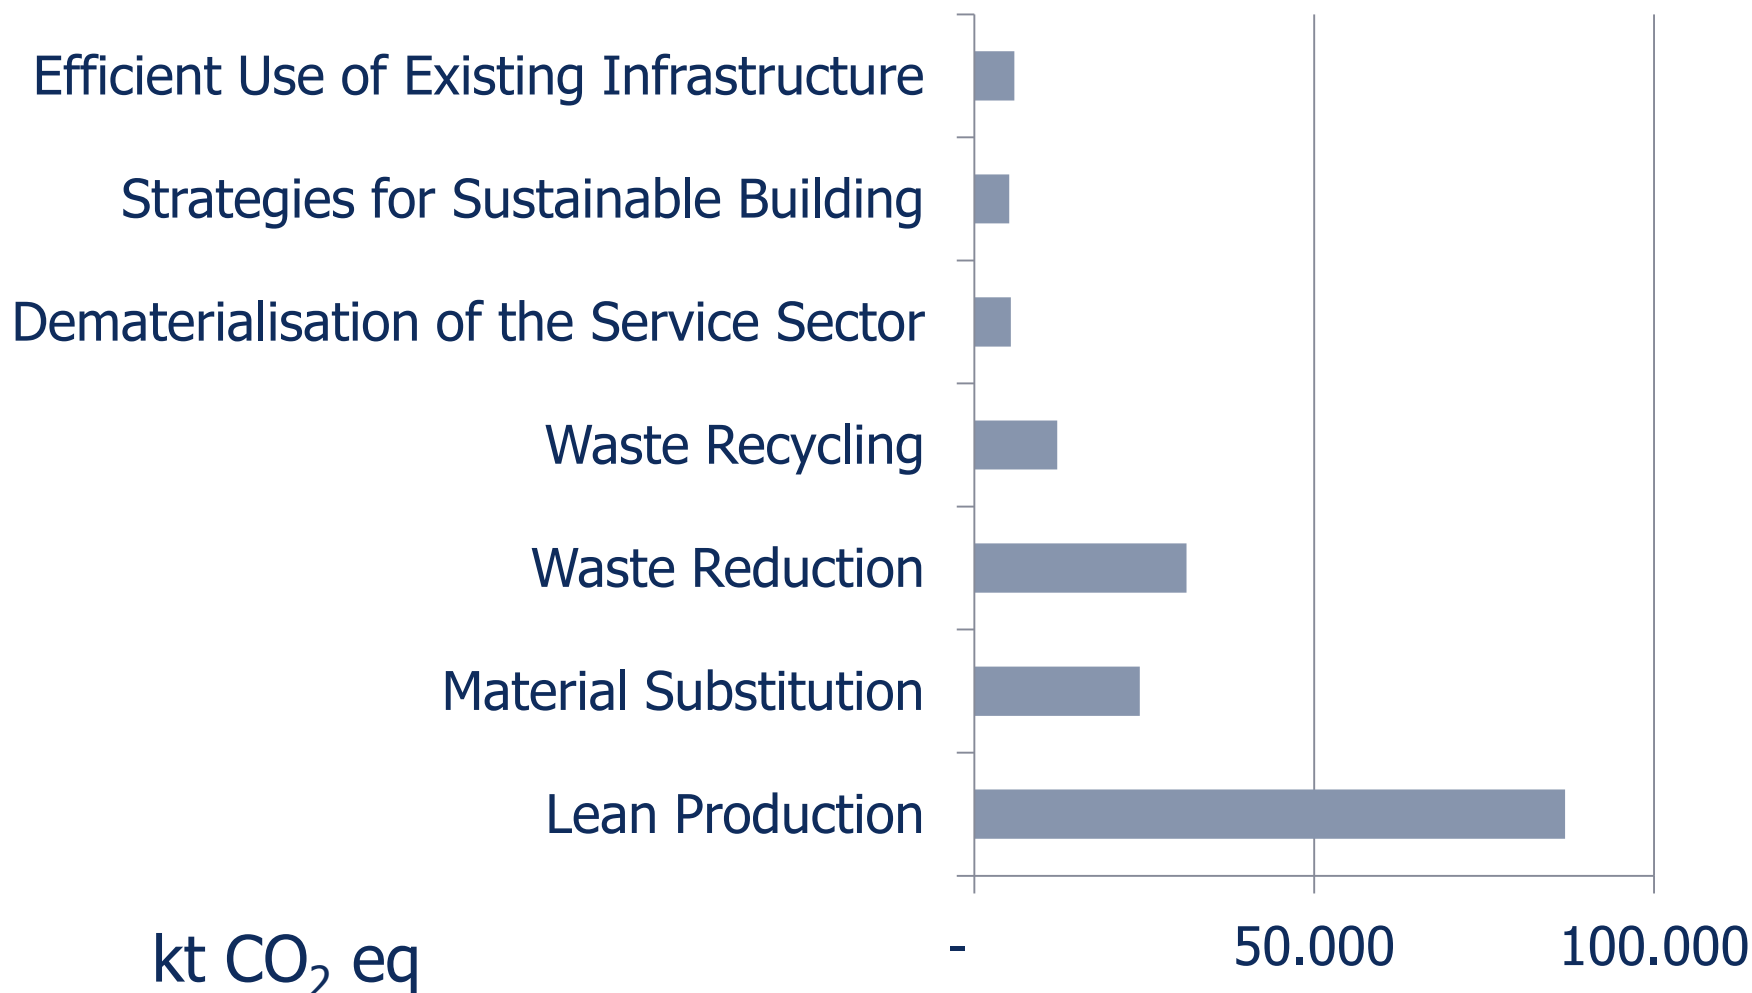 Efficient Use of Existing Infrastructure
Strategies for Sustainable Building
Dematerialisation of the Service Sector
Waste Recycling
Waste Reduction
Material Substitution
Lean Production
- 50.000 100.000
kt CO₂ eq